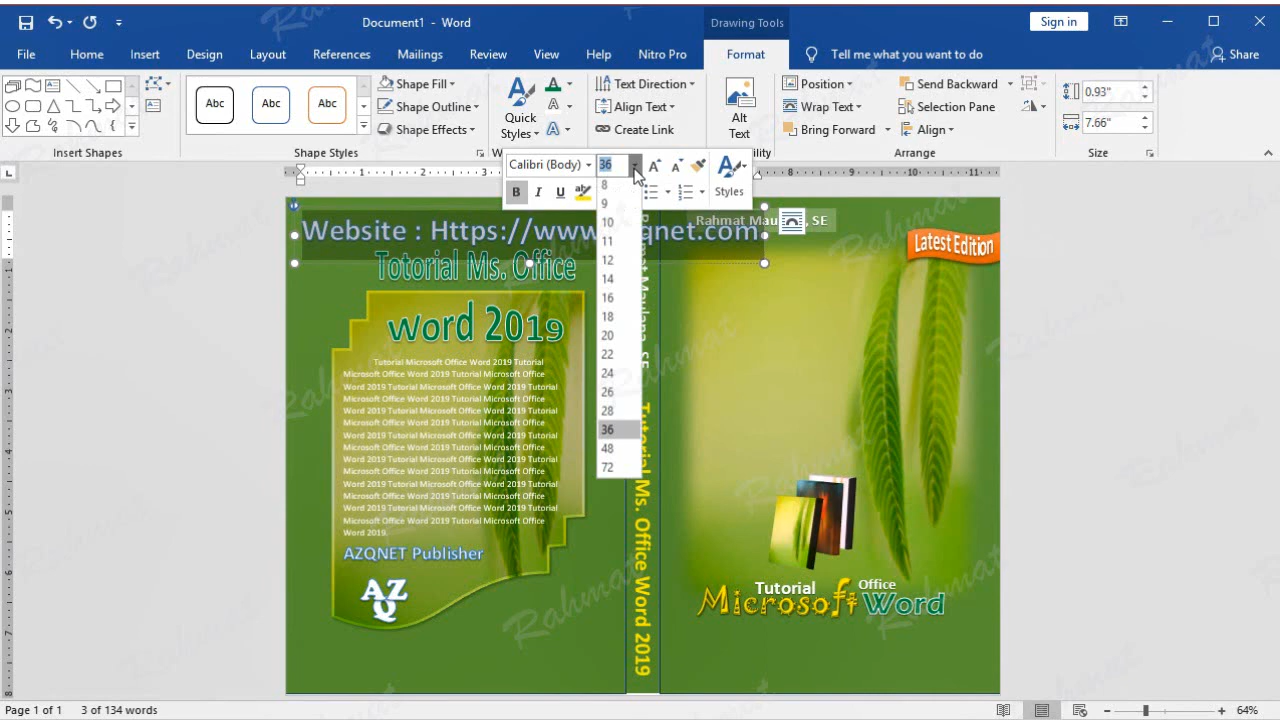 Document1 - Word
Drawing Tools
Sign in
File
Home
Insert
Design
Layout
References
Mailings
Review
View
Help
Nitro Pro
Format
Tell me what you want to do
Share
Abc
Abc
Abc
Shape Fill
Shape Outline
Shape Effects
Quick
Styles
Text Direction
Align Text
Create Link
Alt
Text
Position
Wrap Text
Bring Forward
Send Backward
Selection Pane
Align
0.93"
7.66"
Insert Shapes
Shape Styles
Arrange
Size
Calibri (Body)
36
B I U
Styles
8
9
10
11
12
14
16
18
20
22
24
26
28
36
48
72
Website : Https://www.
qnet.com
Totorial Ms. Office
Word 2019
Tutorial Microsoft Office Word 2019 Tutorial
Microsoft Office Word 2019 Tutorial Microsoft Office
Word 2019 Tutorial Microsoft Office Word 2019
Tutorial Microsoft Office Word 2019 Tutorial
Microsoft Office Word 2019 Tutorial Microsoft Office
Word 2019 Tutorial Microsoft Office Word 2019
Tutorial Microsoft Office Word 2019 Tutorial
Microsoft Office Word 2019 Tutorial Microsoft Office
Word 2019 Tutorial Microsoft Office Word 2019
Tutorial Microsoft Office Word 2019 Tutorial
Microsoft Office Word 2019 Tutorial Microsoft Office
Word 2019 Tutorial Microsoft Office Word 2019
Tutorial Microsoft Office Word 2019 Tutorial
Microsoft Office Word 2019 Tutorial Microsoft Office
Word 2019.
AZQNET Publisher
AZ
Q
Tutorial Ms. Office Word 2019
Rahmat
, SE
Latest Edition
Tutorial
Office
Microsoft Word
Page 1 of 1
3 of 134 words
64%
Rahmat